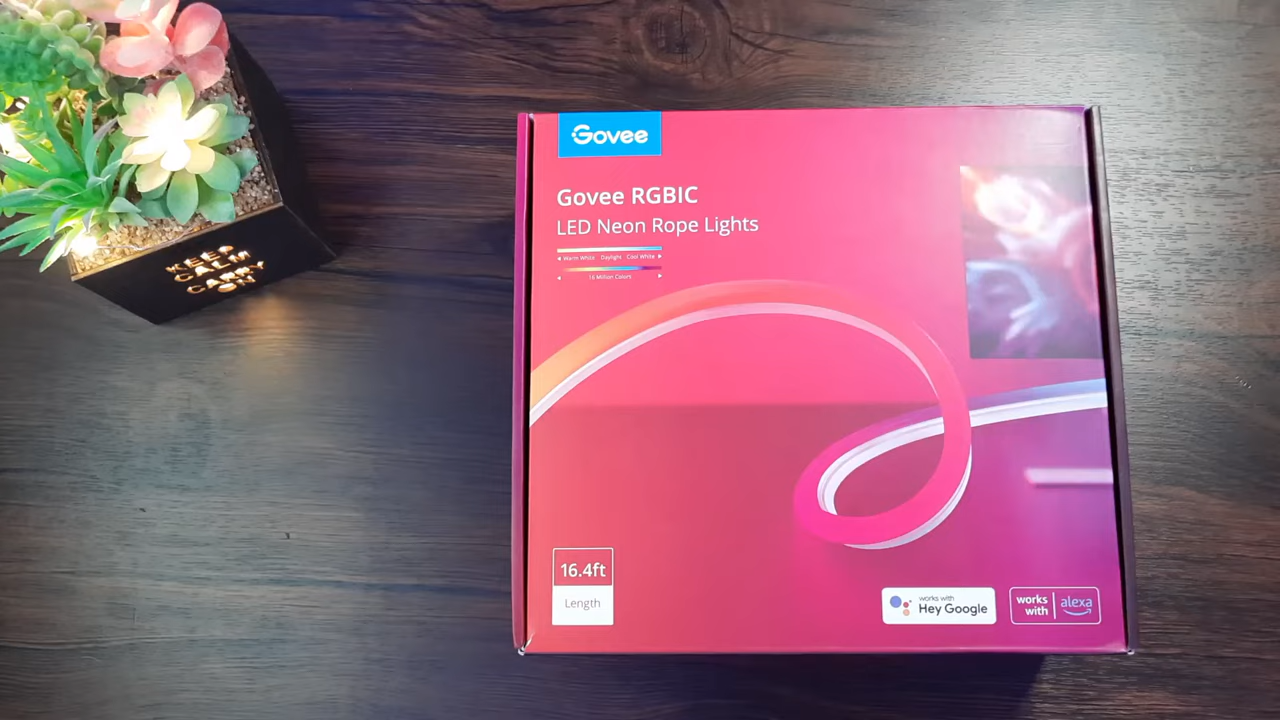 KEEP
CALM
CARRY
ON
Govee
Govee RGBIC
LED Neon Rope Lights
Warm White Daylight Cool White
16 Million Colors
16.4ft
Length
works with
Hey Google
works
with
alexa